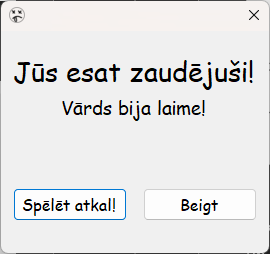 Jūs esat zaudējuši!
Vārds bija laime!
Spēlēt atkal!
Beigt